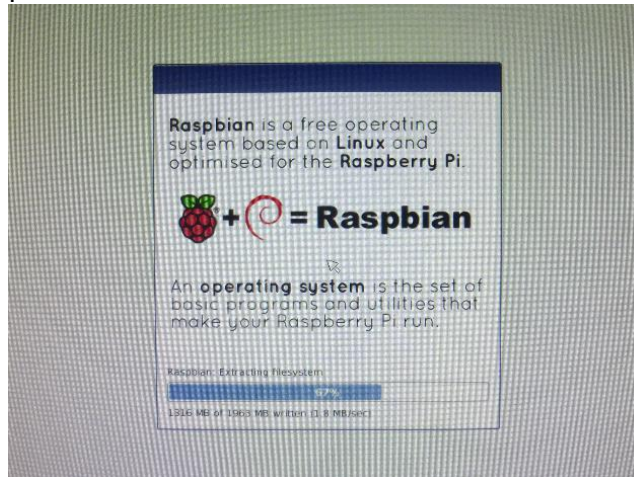 Raspbian is a free operating
system based on Linux and
optimised for the Raspberry Pi.
+ = Raspbian
An operating system is the set of
basic programs and utilities that
make your Raspberry Pi run.
Raspbian: Extracting filesystem
67%
1316 MB of 1963 MB written (1.8 MB/sec)